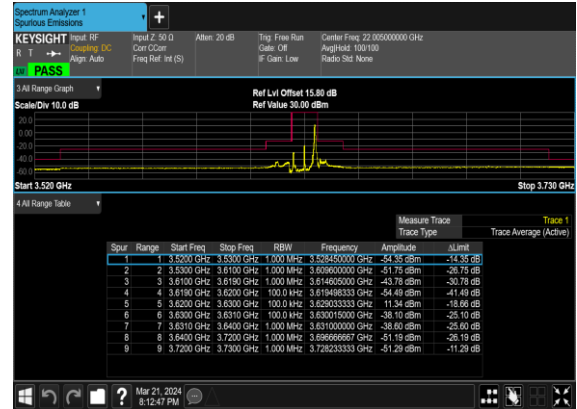 Spectrum Analyzer 1
Spurious Emissions
KEYSIGHT Input: RF Input Z: 50 Ω Atten: 20 dB Trig: Free Run Center Freq: 22.005000000 GHz
R T Coupling: DC Corr CCorr Gate: Off Avg|Hold: 100/100
Align: Auto Freq Ref: Int (S) IF Gain: Low Radio Std: None
PASS
3 All Range Graph
Ref Lvl Offset 15.80 dB
Scale/Div 10.0 dB Ref Value 30.00 dBm
20.0
0.00
-20.0
-40.0
-60.0
Start 3.520 GHz Stop 3.730 GHz
4 All Range Table
Measure Trace Trace 1
Trace Type Trace Average (Active)
Spur Range Start Freq Stop Freq RBW Frequency Amplitude ΔLimit
1 1 3.5200 GHz 3.5300 GHz 1.000 MHz 3.528450000 GHz -54.35 dBm -14.35 dB
2 2 3.5300 GHz 3.6100 GHz 1.000 MHz 3.609600000 GHz -51.75 dBm -26.75 dB
3 3 3.6100 GHz 3.6190 GHz 1.000 MHz 3.614605000 GHz -43.78 dBm -30.78 dB
4 4 3.6190 GHz 3.6200 GHz 100.0 kHz 3.619498333 GHz -54.49 dBm -41.49 dB
5 5 3.6200 GHz 3.6300 GHz 100.0 kHz 3.629033333 GHz 11.34 dBm -18.66 dB
6 6 3.6300 GHz 3.6310 GHz 100.0 kHz 3.630015000 GHz -38.10 dBm -25.10 dB
7 7 3.6310 GHz 3.6400 GHz 1.000 MHz 3.631000000 GHz -38.60 dBm -25.60 dB
8 8 3.6400 GHz 3.7200 GHz 1.000 MHz 3.696666667 GHz -51.19 dBm -26.19 dB
9 9 3.7200 GHz 3.7300 GHz 1.000 MHz 3.728233333 GHz -51.29 dBm -11.29 dB
? Mar 21, 2024
8:12:47 PM